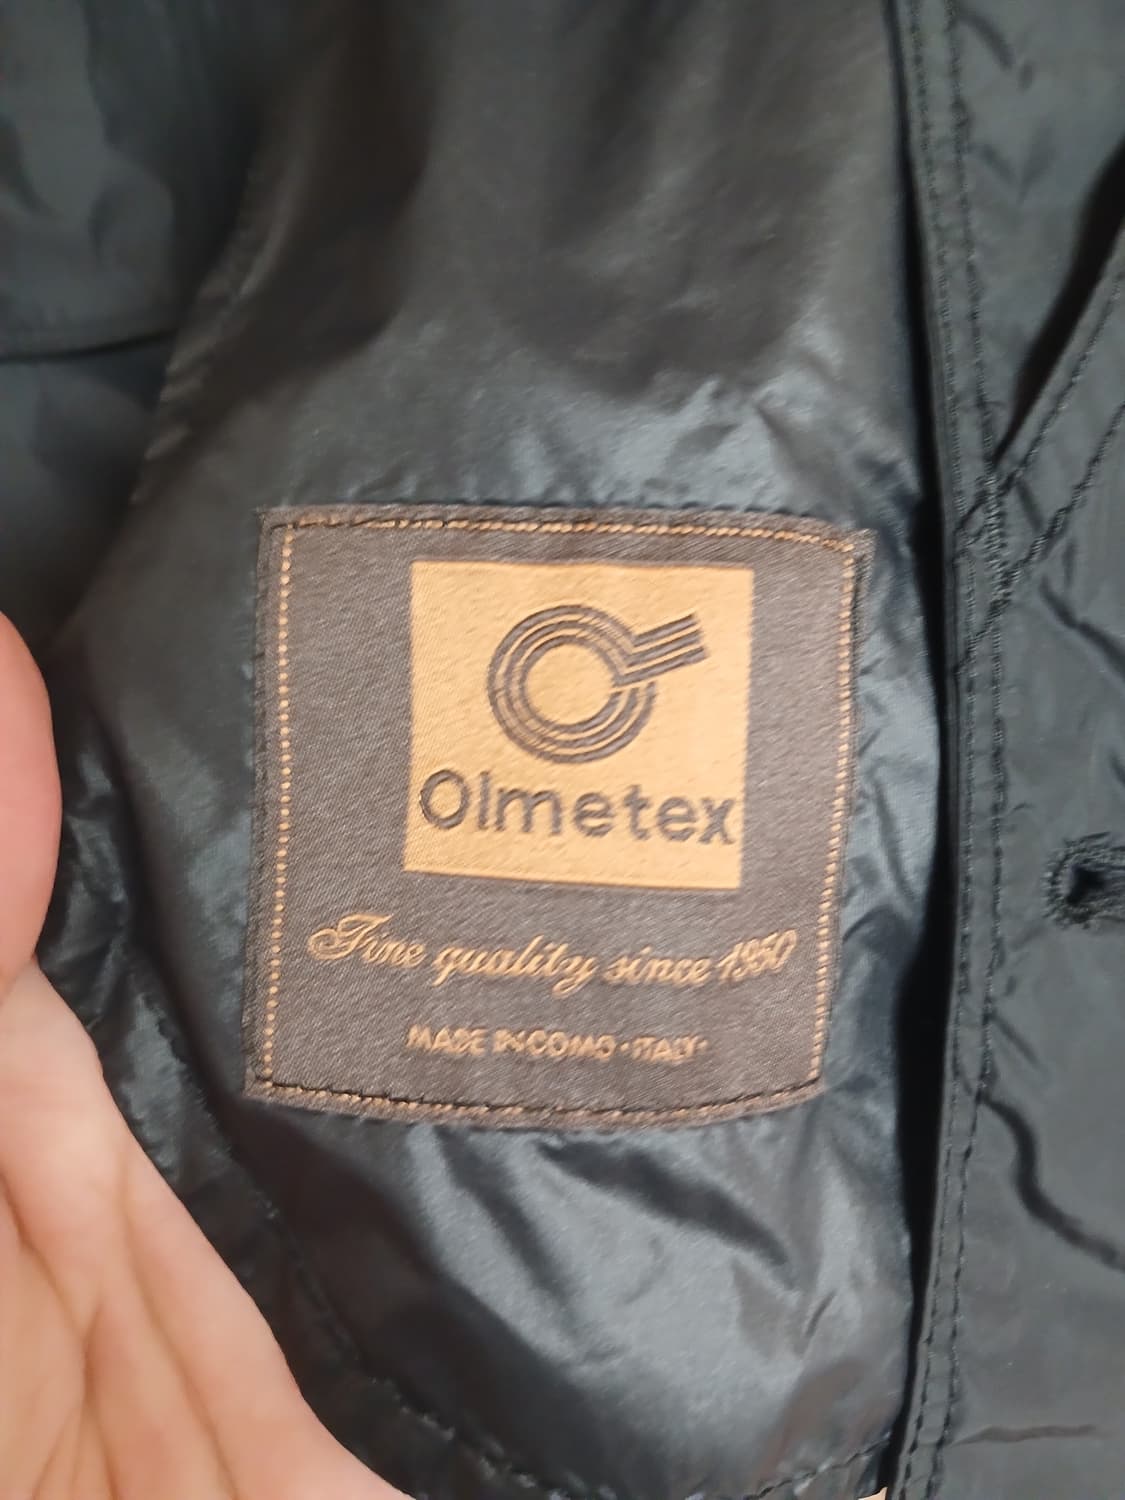 Olmetex
Fine quality since 1950
MADE IN COMO • ITALY